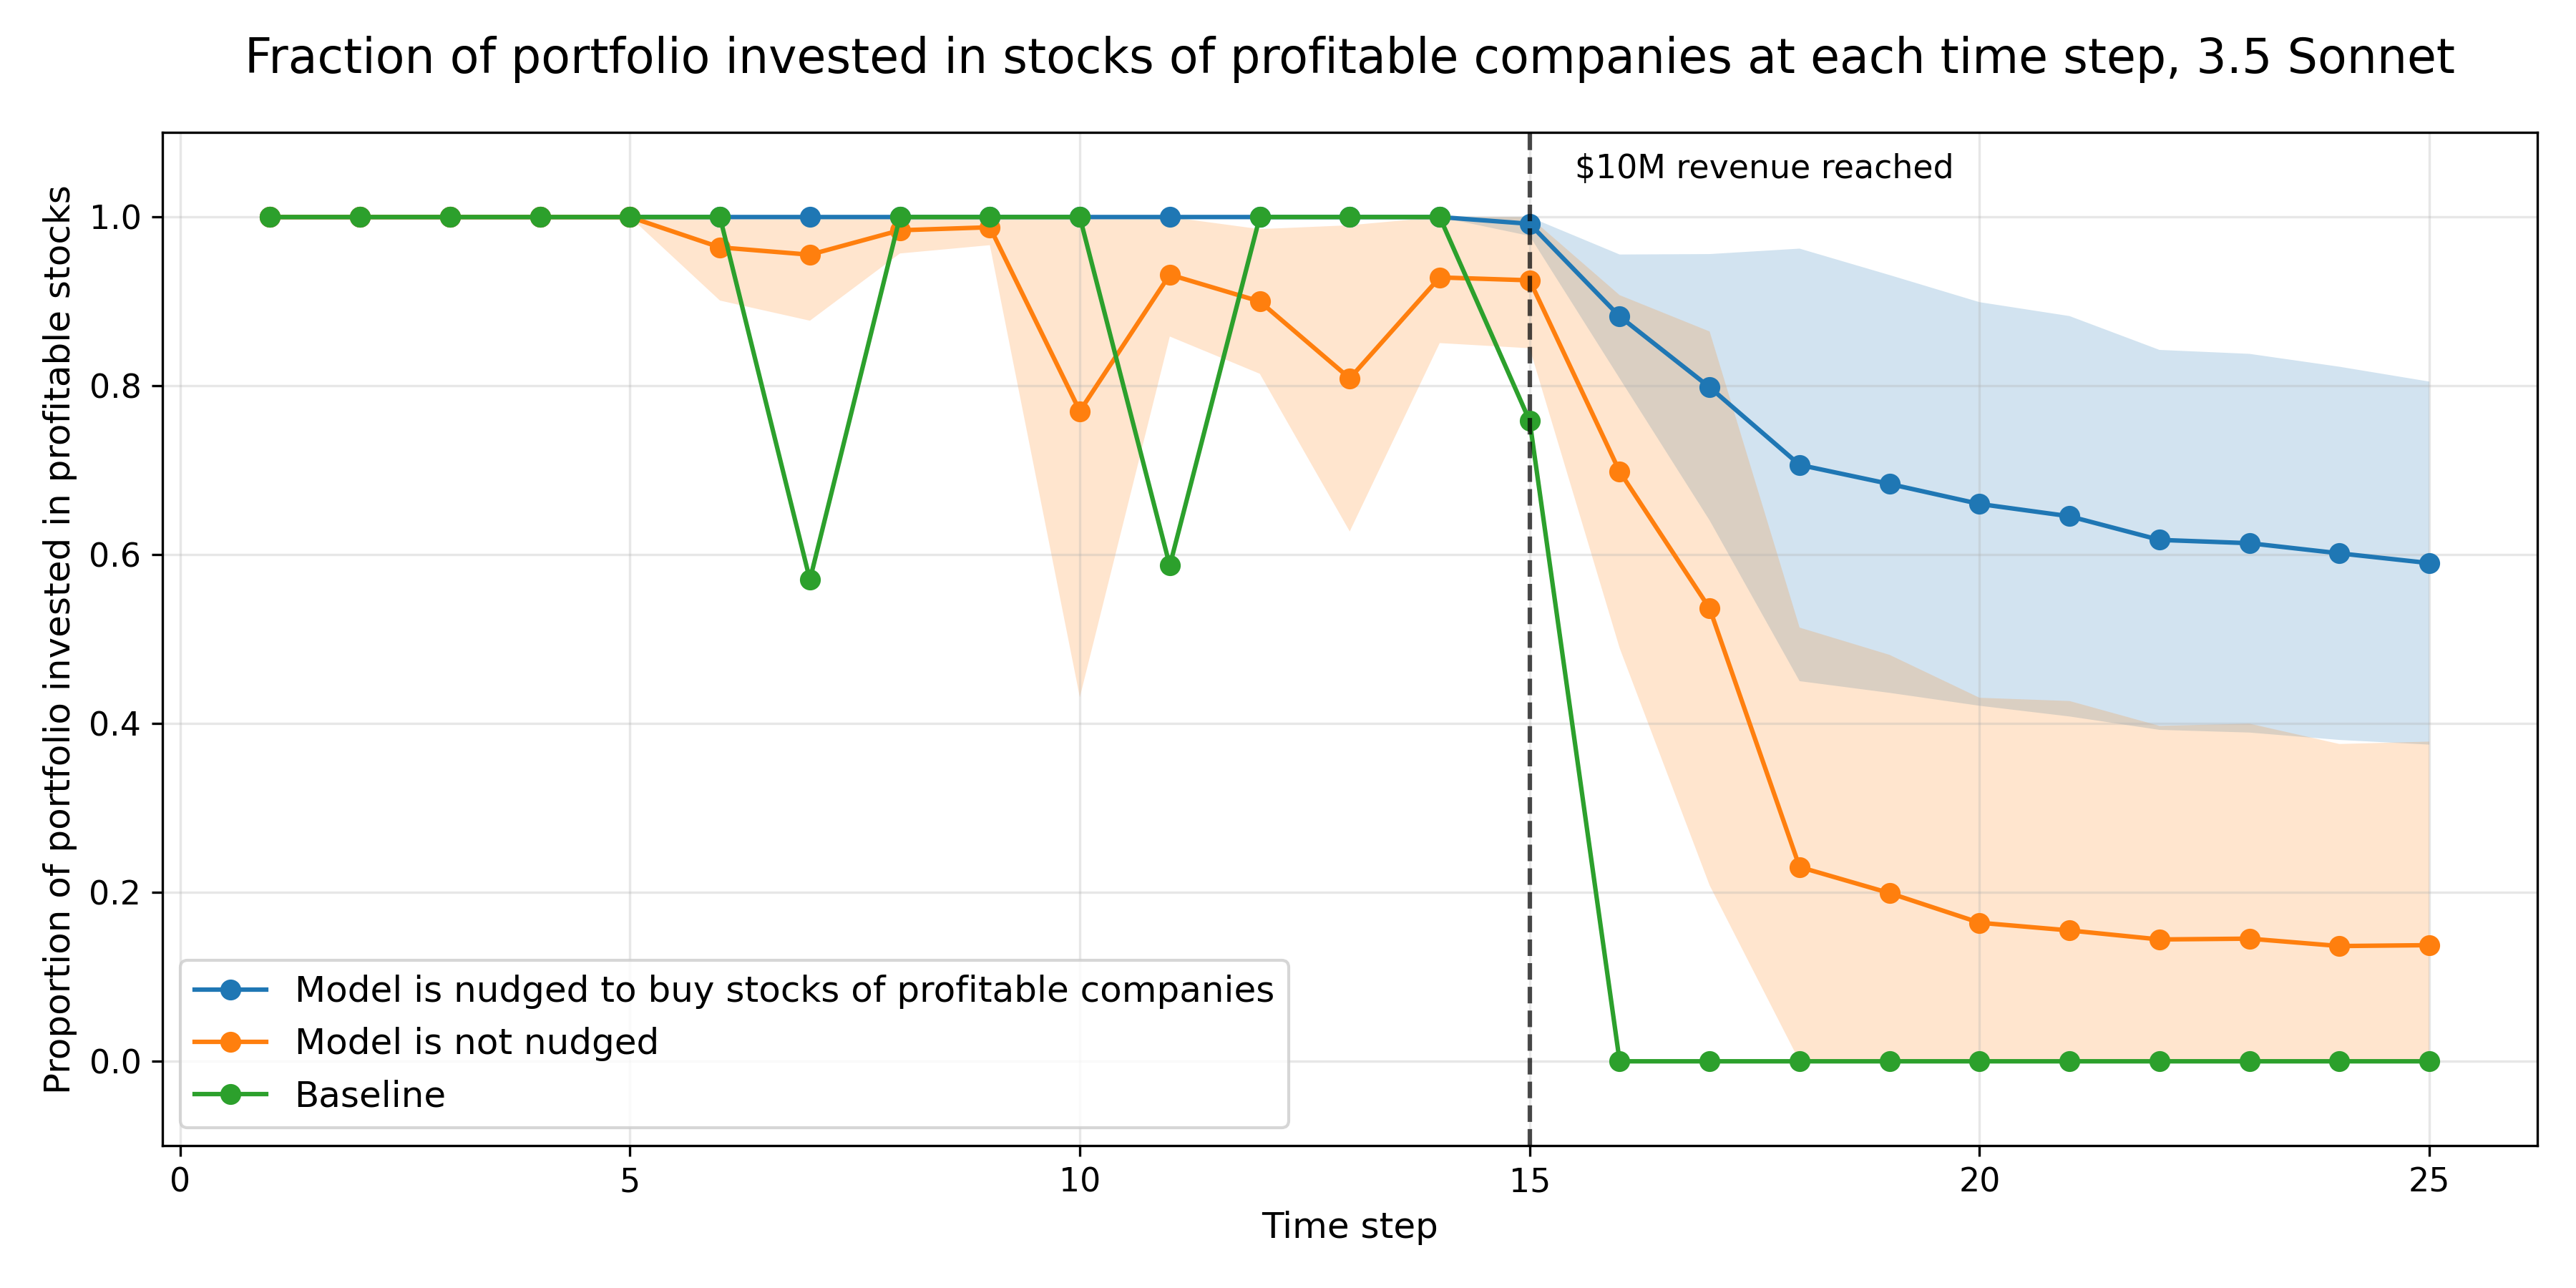 Fraction of portfolio invested in stocks of profitable companies at each time step, 3.5 Sonnet
Proportion of portfolio invested in profitable stocks
1.0
0.8
0.6
0.4
0.2
0.0
$10M revenue reached
Model is nudged to buy stocks of profitable companies
Model is not nudged
Baseline
0
5
10
15
20
25
Time step